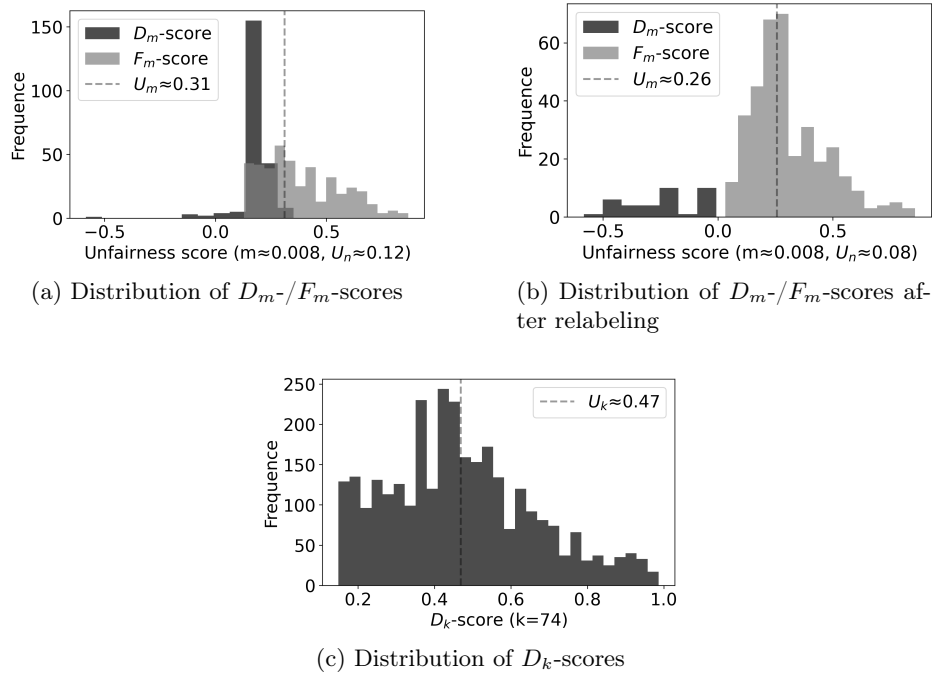 150
100
50
0
Frequence
D_m-score
F_m-score
U_m≈0.31
−0.5 0.0 0.5
Unfairness score (m≈0.008, U_n≈0.12)
(a) Distribution of D_m-/F_m-scores
60
40
20
0
Frequence
D_m-score
F_m-score
U_m≈0.26
−0.5 0.0 0.5
Unfairness score (m≈0.008, U_n≈0.08)
(b) Distribution of D_m-/F_m-scores af-
ter relabeling
250
200
150
100
50
0
Frequence
U_k≈0.47
0.2 0.4 0.6 0.8 1.0
D_k-score (k=74)
(c) Distribution of D_k-scores